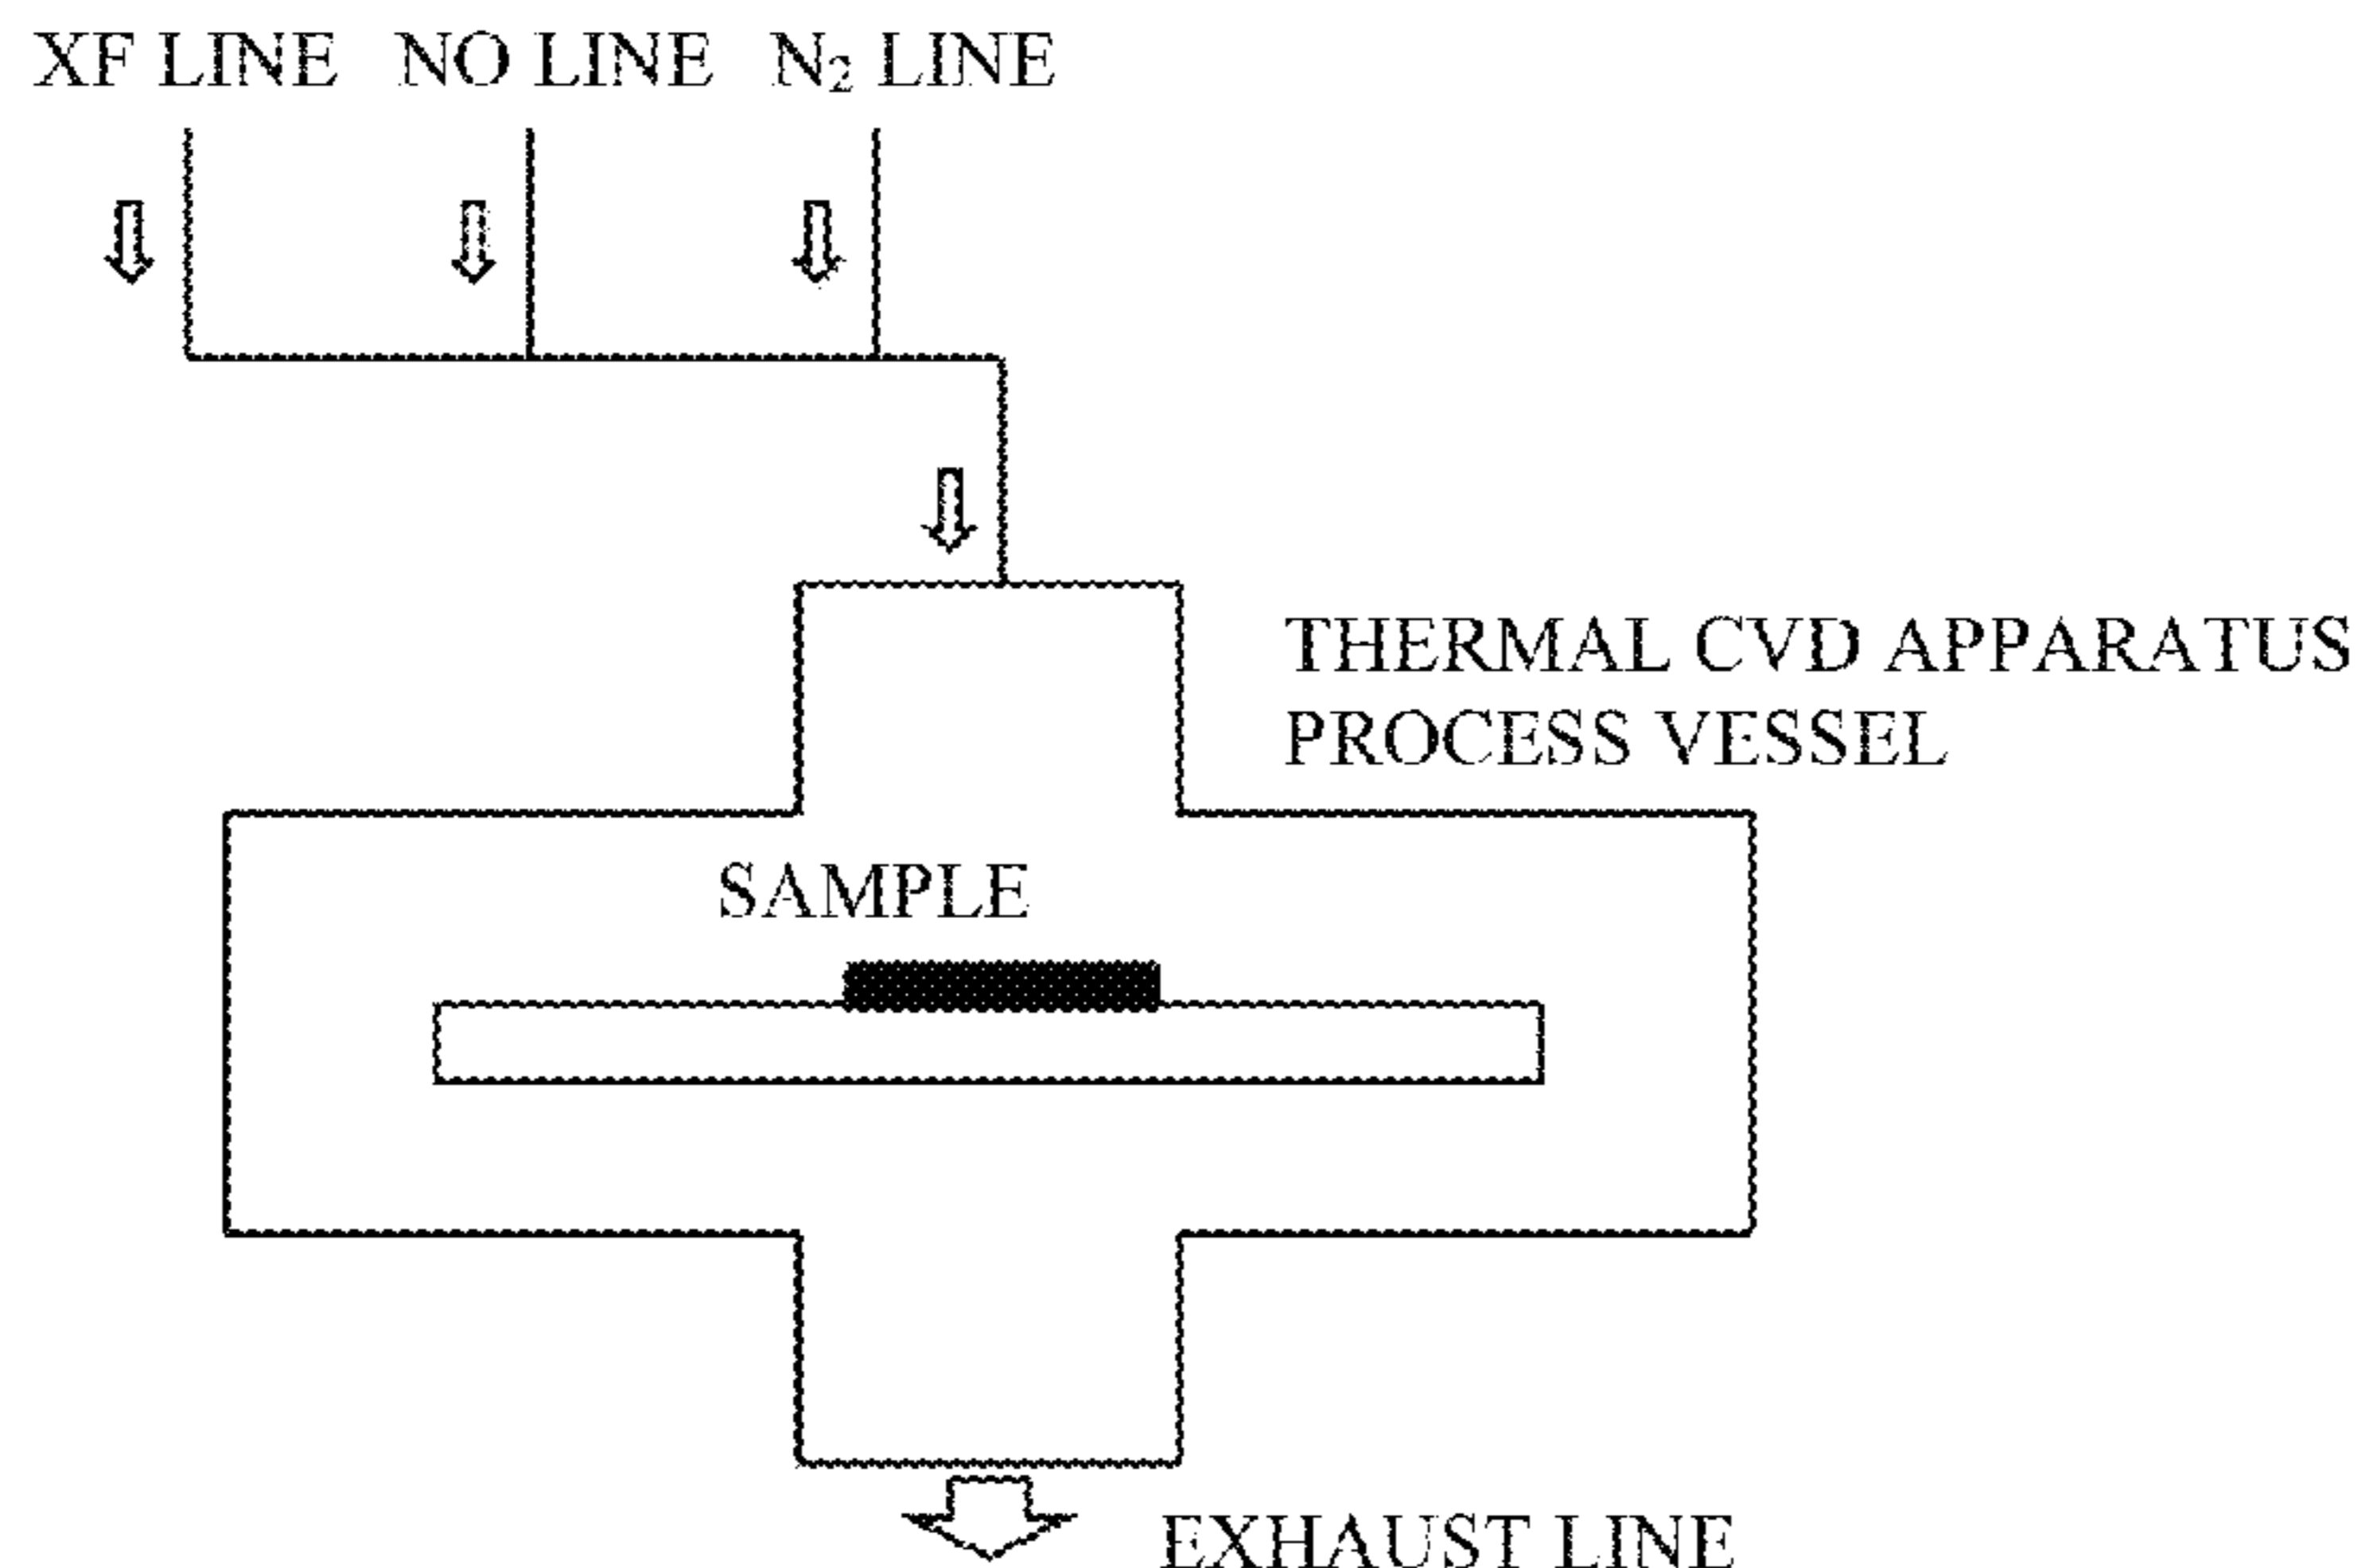 XF LINE NO LINE N₂ LINE
THERMAL CVD APPARATUS
PROCESS VESSEL
SAMPLE
EXHAUST LINE